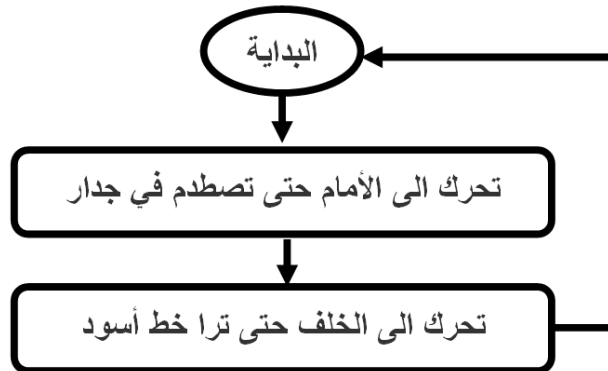 البداية
تحرك الى الأمام حتى تصطدم في جدار
تحرك الى الخلف حتى ترا خط أسود